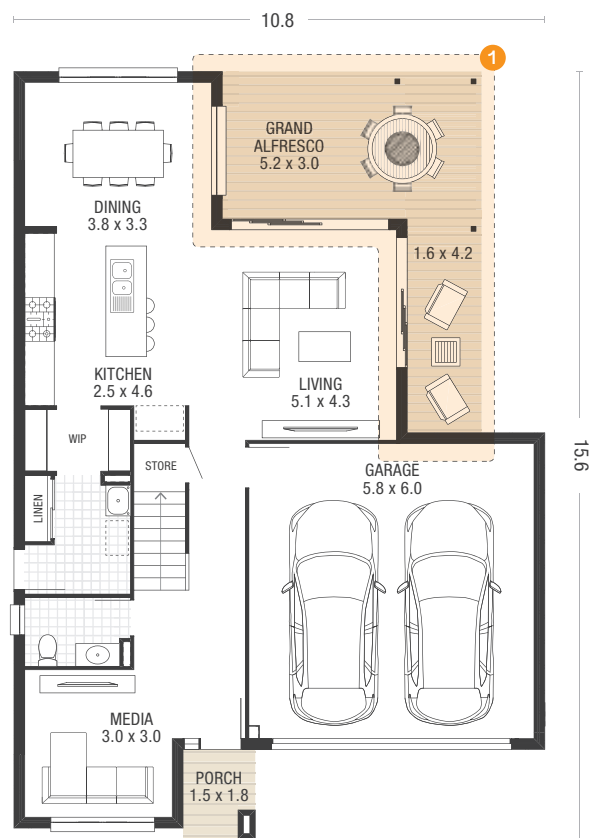 10.8
1
GRAND
ALFRESCO
5.2 x 3.0
DINING
3.8 x 3.3
1.6 x 4.2
KITCHEN
2.5 x 4.6
LIVING
5.1 x 4.3
WIP
STORE
GARAGE
5.8 x 6.0
15.6
LINEN
MEDIA
3.0 x 3.0
PORCH
1.5 x 1.8